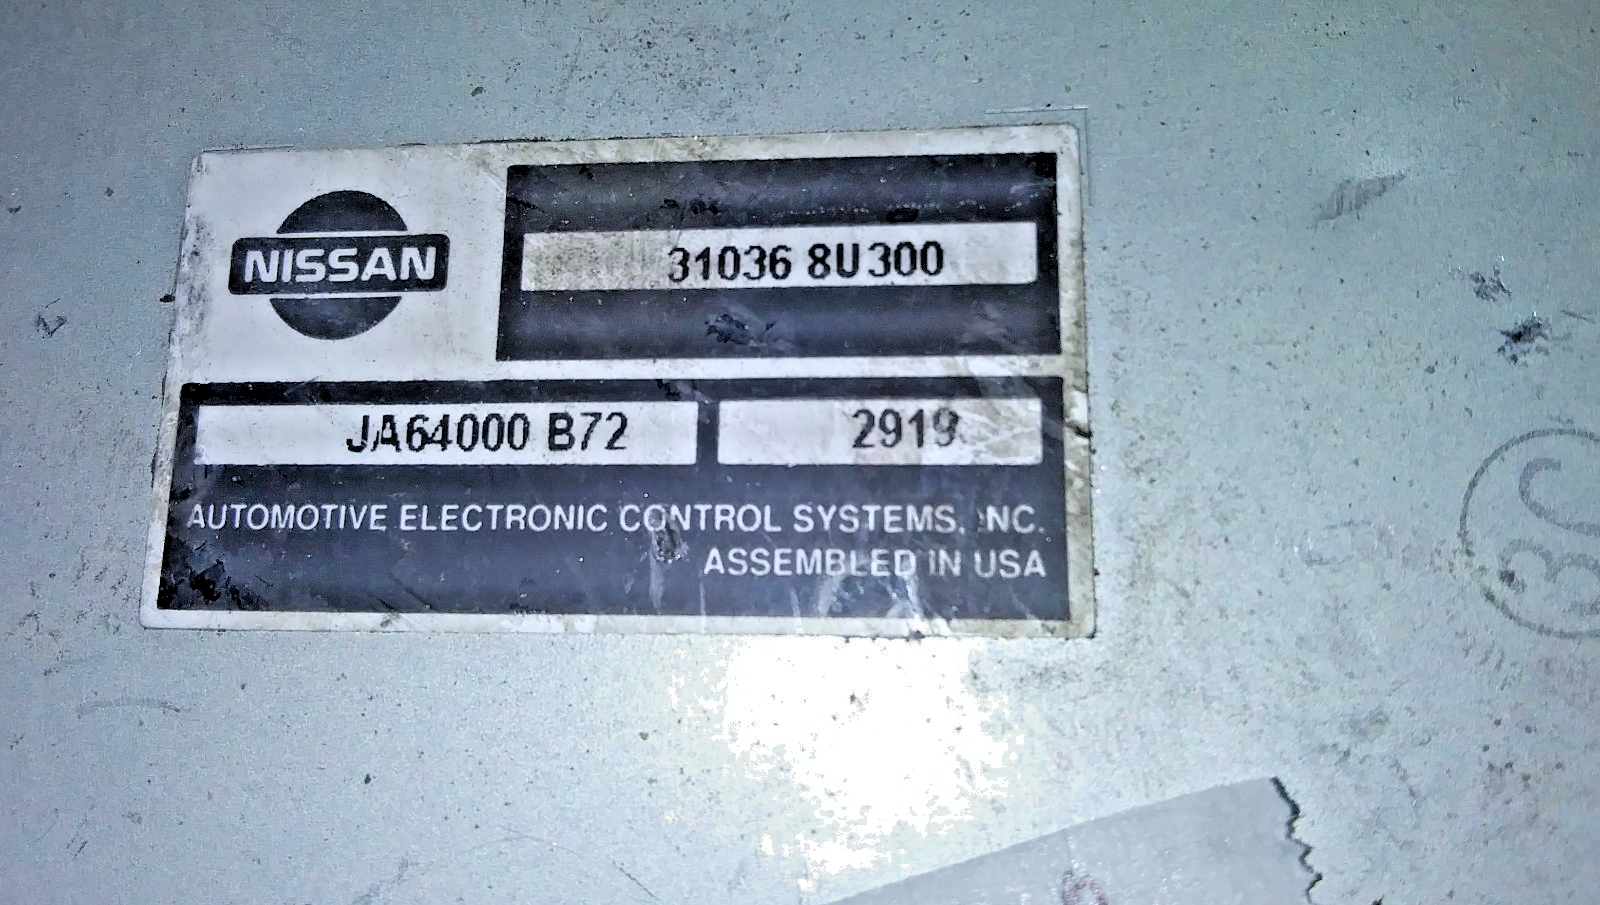 NISSAN
31036 8U300
JA64000 B72
2919
AUTOMOTIVE ELECTRONIC CONTROL SYSTEMS, INC.
ASSEMBLED IN USA